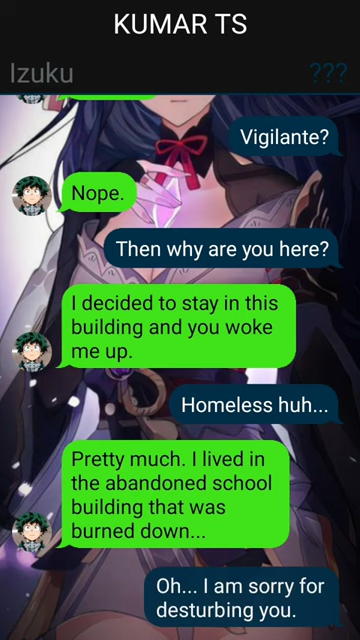 KUMAR TS
Izuku
???
Vigilante?
Nope.
Then why are you here?
I decided to stay in this
building and you woke
me up.
Homeless huh...
Pretty much. I lived in
the abandoned school
building that was
burned down...
Oh... I am sorry for
desturbing you.